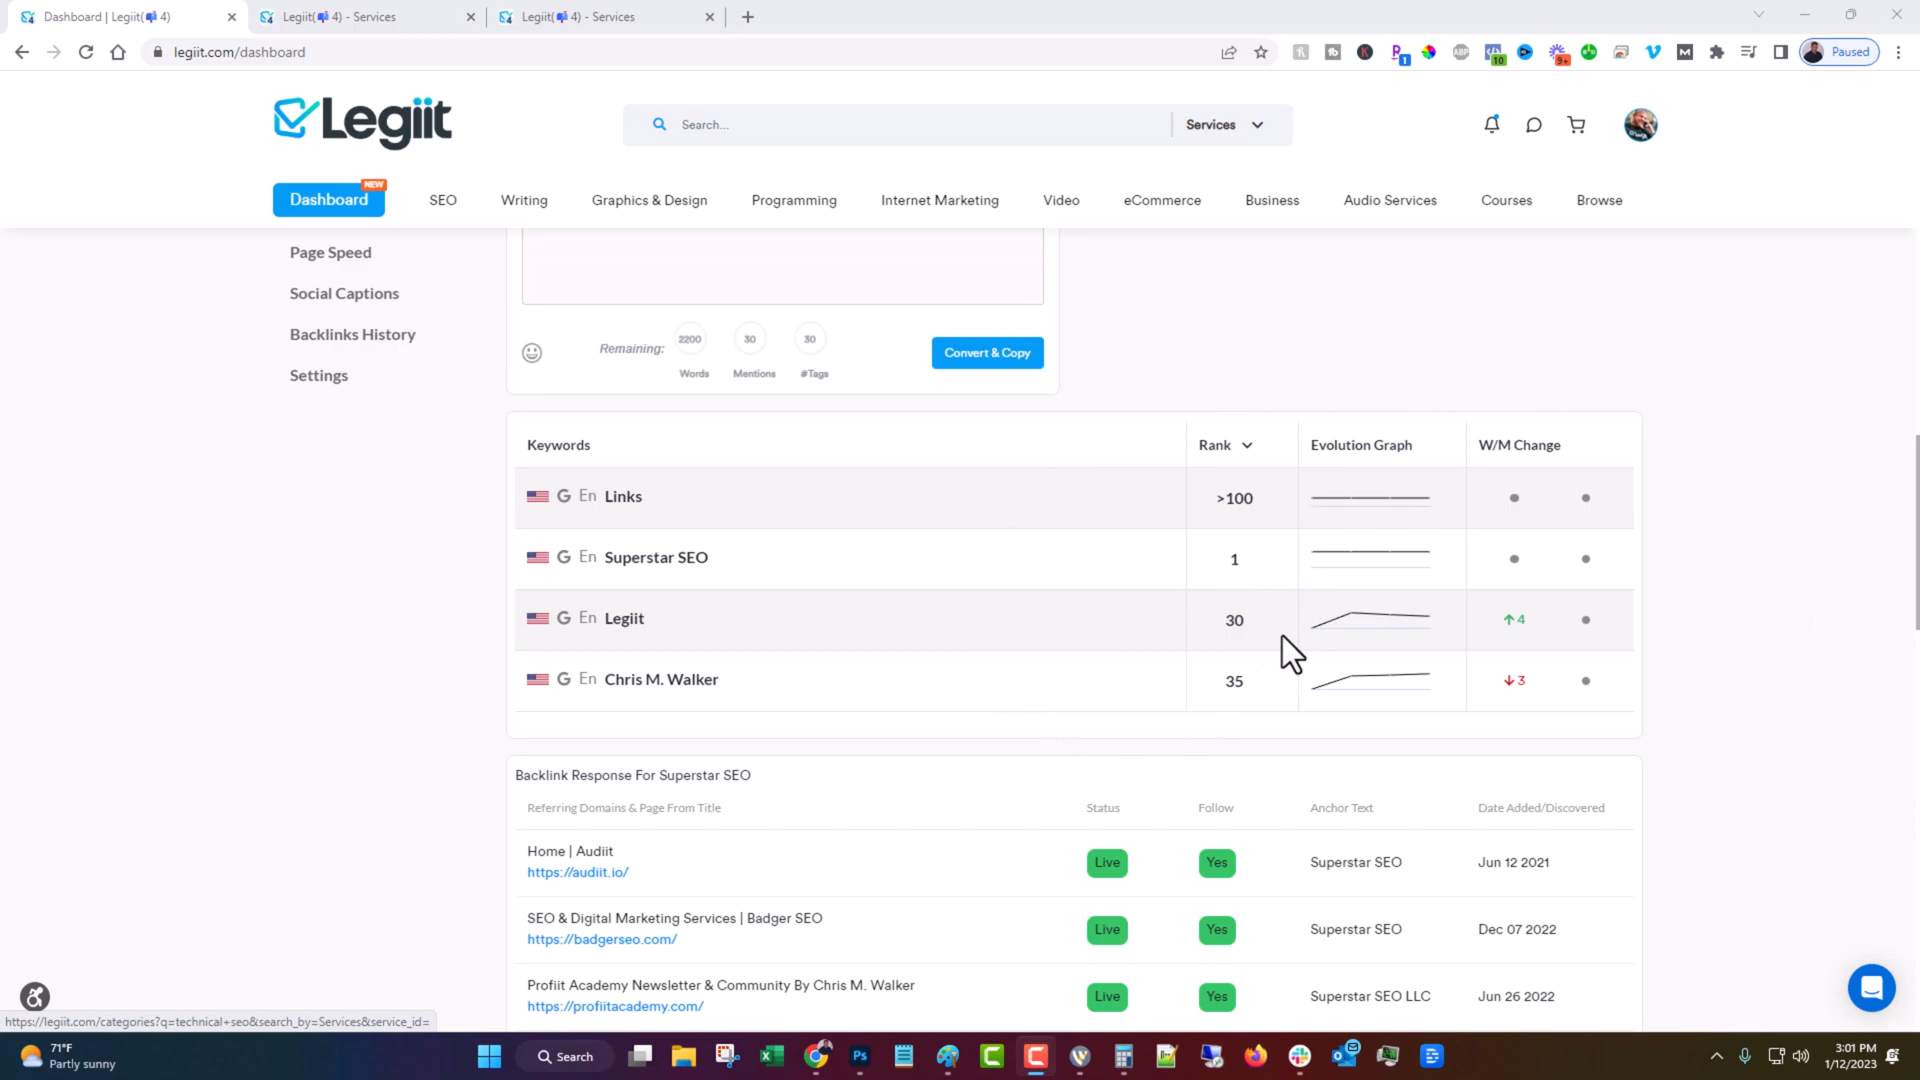 Dashboard | Legiit(📬 4)
Legiit(📬 4) - Services
Legiit(📬 4) - Services
legiit.com/dashboard
1
ABP
10
9+
Paused
Legiit
Search...
Services
Dashboard
NEW
SEO
Writing
Graphics & Design
Programming
Internet Marketing
Video
eCommerce
Business
Audio Services
Courses
Browse
Page Speed
Social Captions
Backlinks History
Settings
Remaining:
2200
30
30
Words
Mentions
#Tags
Convert & Copy
Keywords
Rank
Evolution Graph
W/M Change
G En Links
>100
G En Superstar SEO
1
G En Legiit
30
4
G En Chris M. Walker
35
3
Backlink Response For Superstar SEO
Referring Domains & Page From Title
Status
Follow
Anchor Text
Date Added/Discovered
Home | Audiit
https://audiit.io/
Live
Yes
Superstar SEO
Jun 12 2021
SEO & Digital Marketing Services | Badger SEO
https://badgerseo.com/
Live
Yes
Superstar SEO
Dec 07 2022
Profiit Academy Newsletter & Community By Chris M. Walker
https://profiitacademy.com/
Live
Yes
Superstar SEO LLC
Jun 26 2022
https://legiit.com/categories?q=technical+seo&search_by=Services&service_id=
71°F
Partly sunny
Search
Ps
3:01 PM
1/12/2023